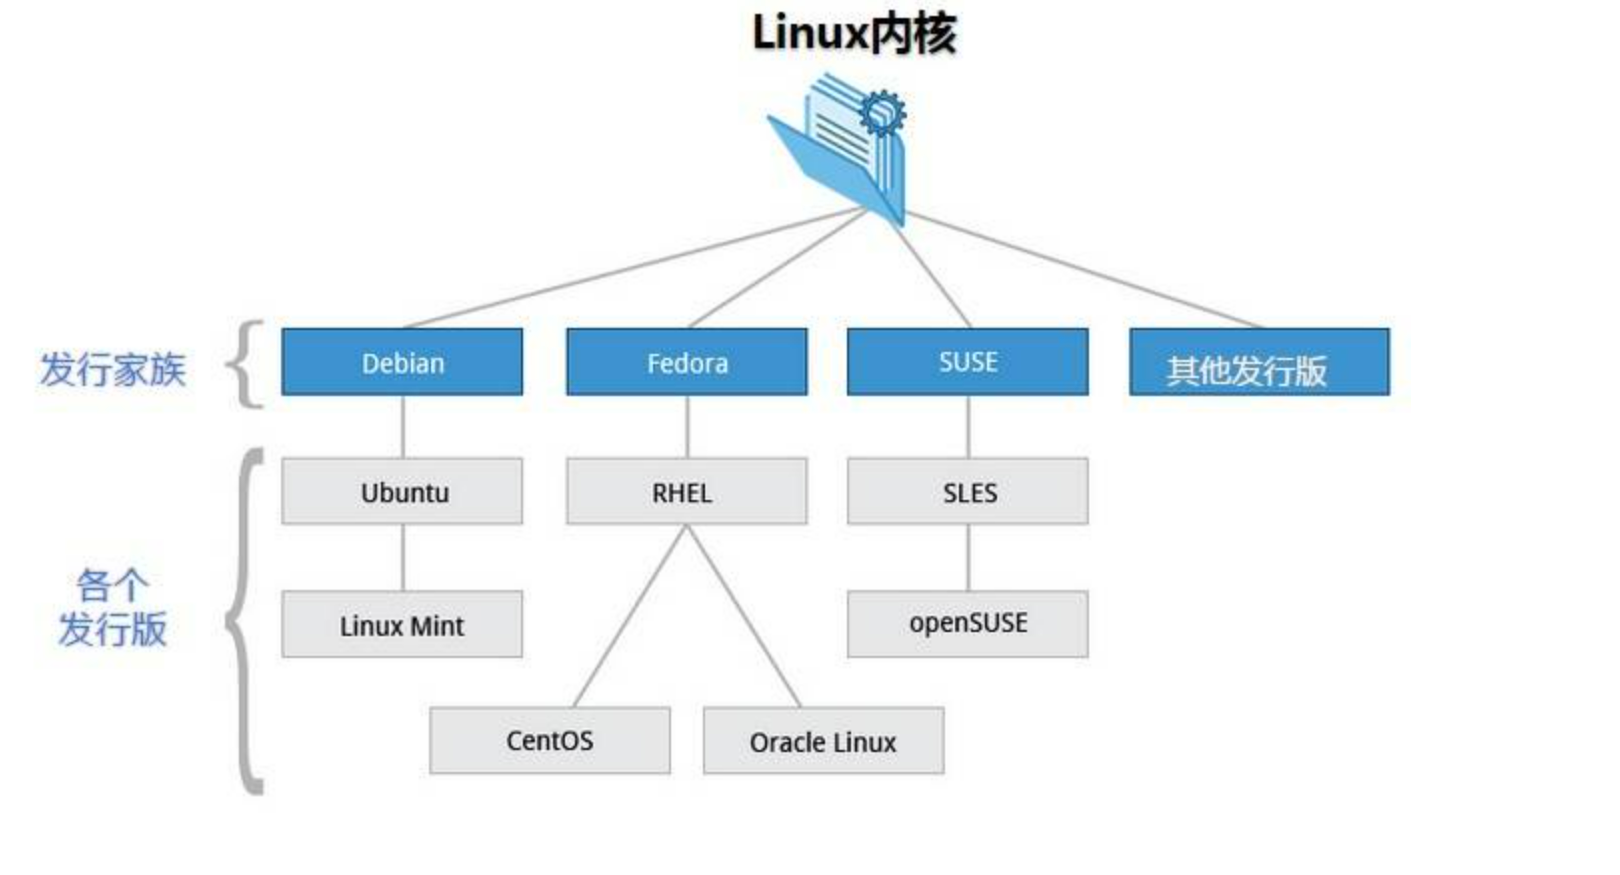 Linux内核
发行家族
Debian
Fedora
SUSE
其他发行版
Ubuntu
RHEL
SLES
各个
发行版
Linux Mint
openSUSE
CentOS
Oracle Linux